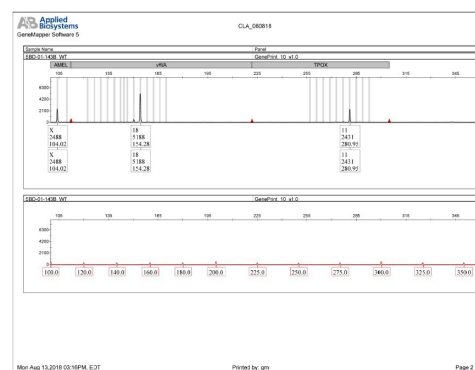 AB Applied
Biosystems
GeneMapper Software 5
CLA_080818
Sample Name Panel
SBD-01-143B_WT GenePrint_10_v1.0
AMEL vWA TPOX
105 135 165 195 225 255 285 315 345
6300
4200
2100
0
X 18 11
2488 5188 2431
104.02 154.28 280.95
X 18 11
2488 5188 2431
104.02 154.28 280.95
SBD-01-143B_WT GenePrint_10_v1.0
105 135 165 195 225 255 285 315 345
6300
4200
2100
0
100.0 120.0 140.0 160.0 180.0 200.0 225.0 250.0 275.0 300.0 325.0 350.0
Mon Aug 13,2018 03:16PM, EDT Printed by: gm Page 2